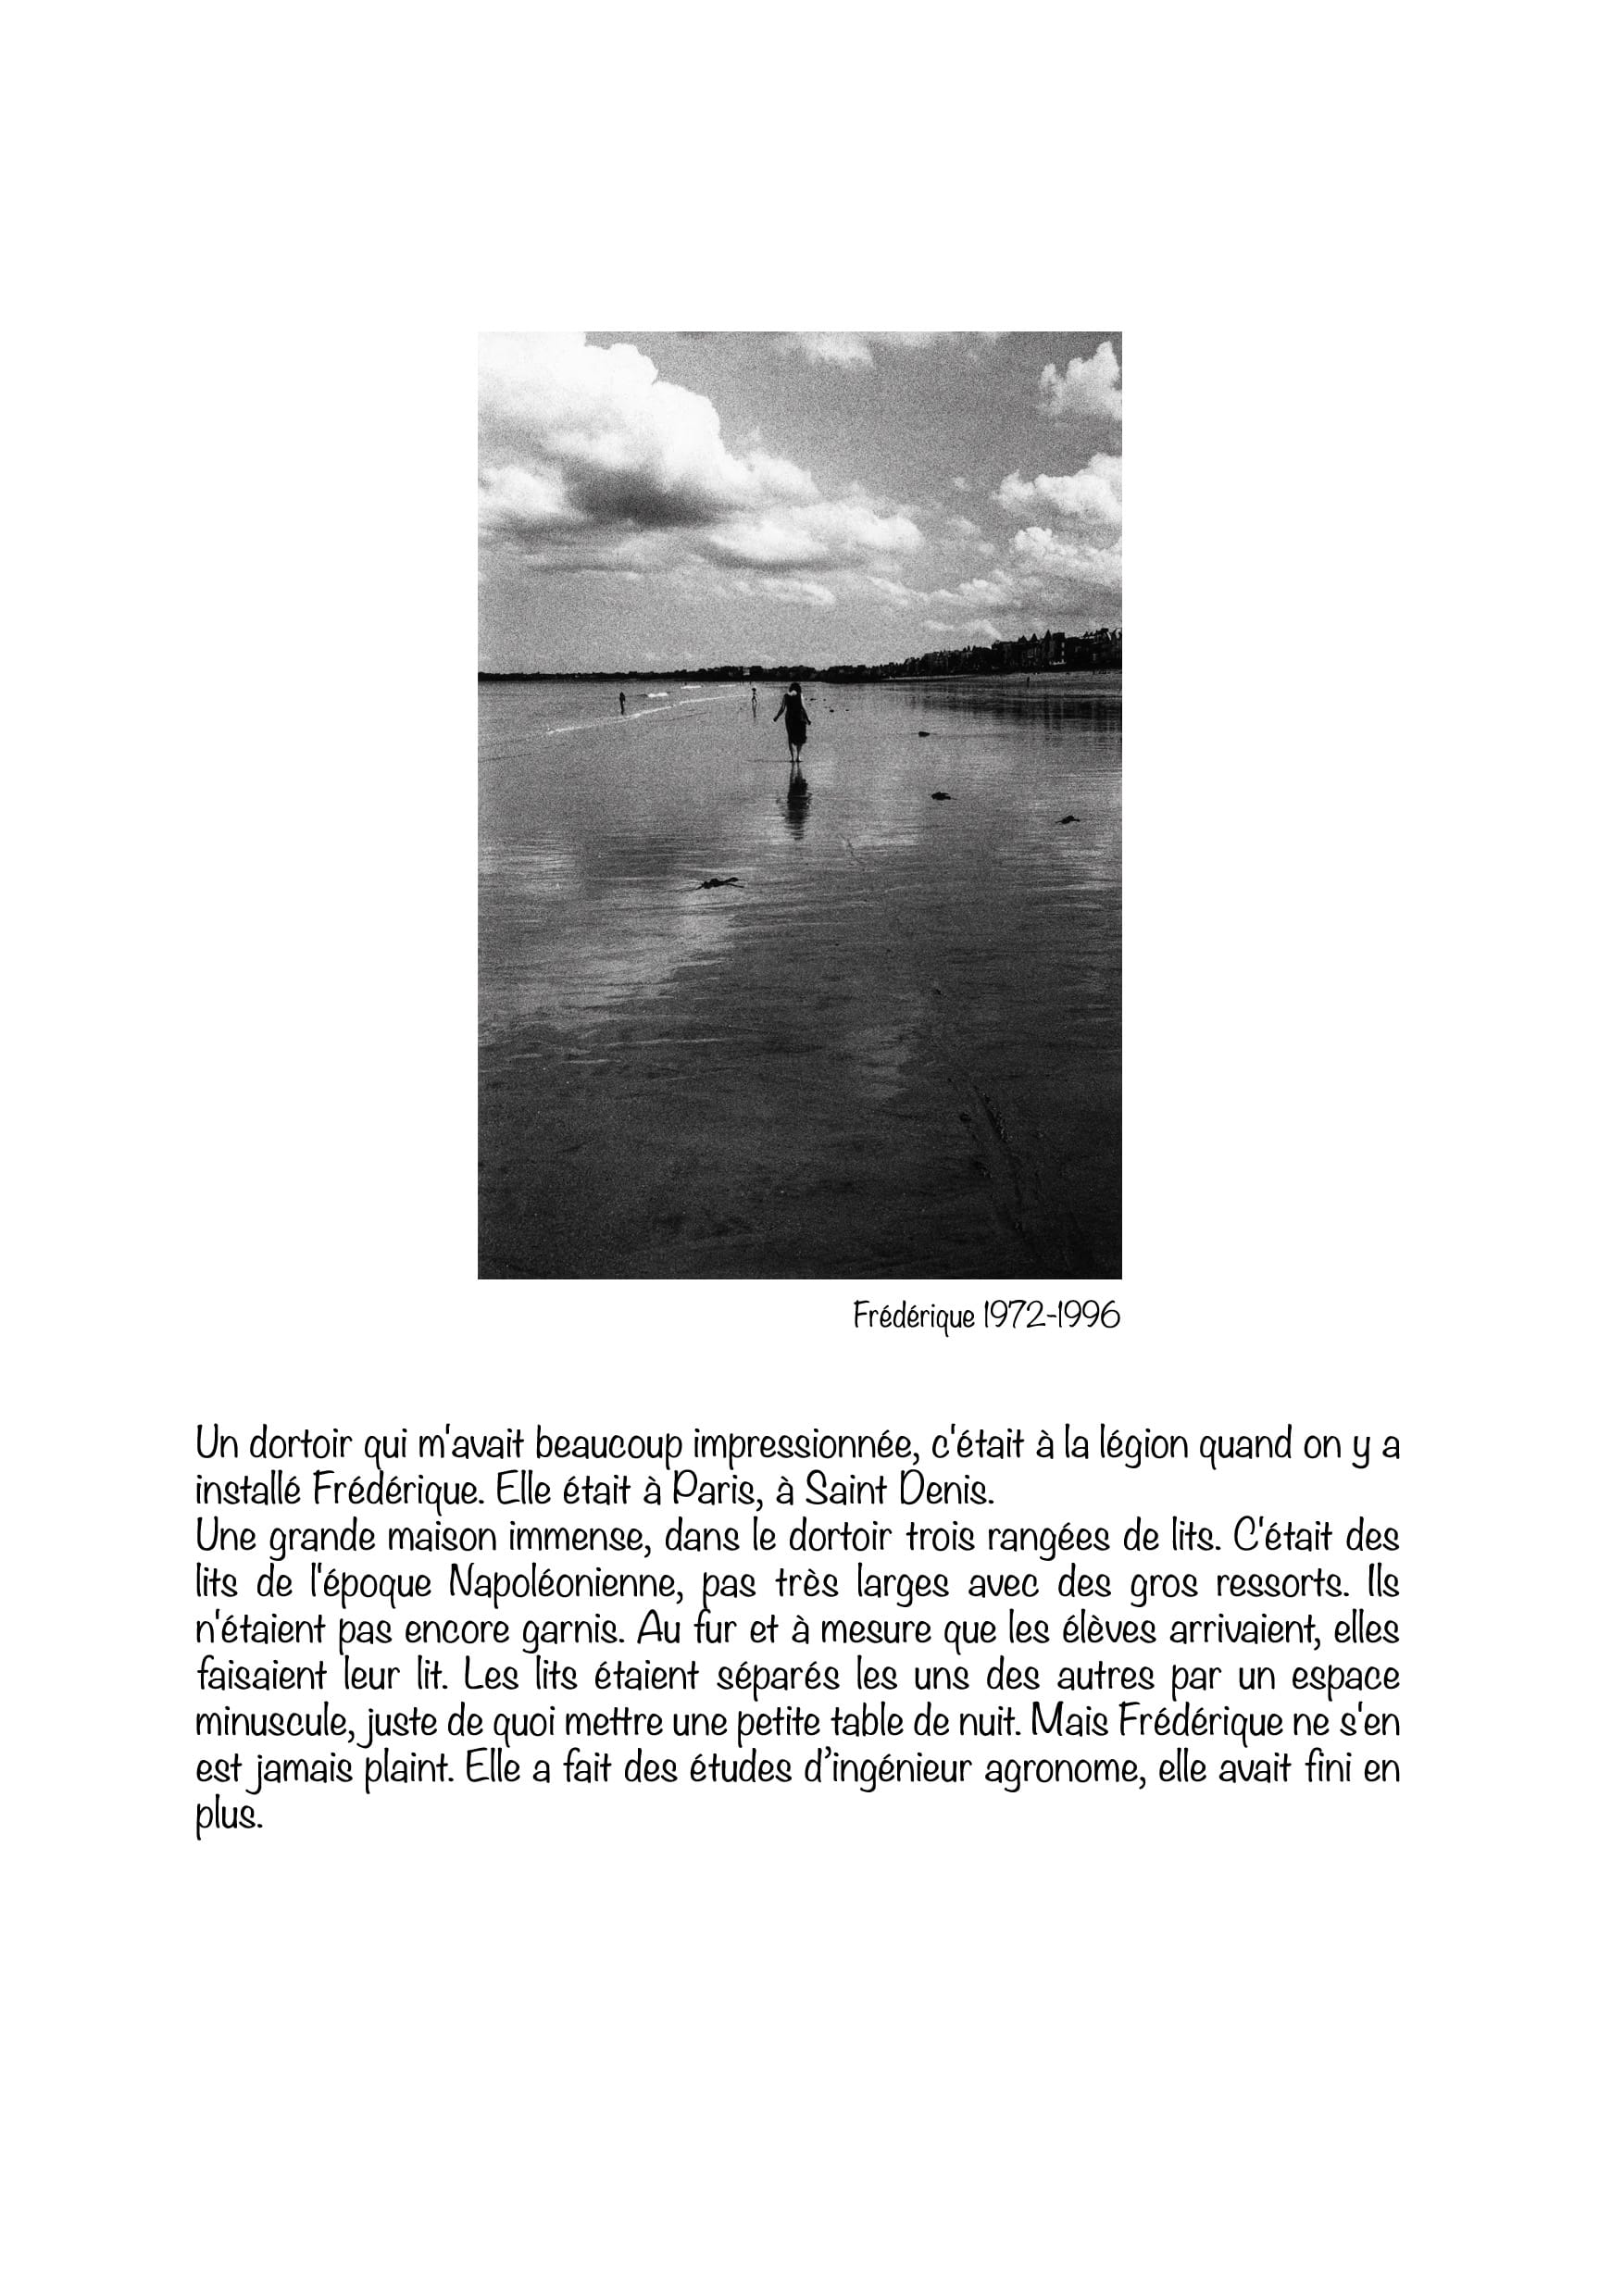 Frédérique 1972-1996
Un dortoir qui m'avait beaucoup impressionnée, c'était à la légion quand on y a
installé Frédérique. Elle était à Paris, à Saint Denis.
Une grande maison immense, dans le dortoir trois rangées de lits. C'était des
lits de l'époque Napoléonienne, pas très larges avec des gros ressorts. Ils
n'étaient pas encore garnis. Au fur et à mesure que les élèves arrivaient, elles
faisaient leur lit. Les lits étaient séparés les uns des autres par un espace
minuscule, juste de quoi mettre une petite table de nuit. Mais Frédérique ne s'en
est jamais plaint. Elle a fait des études d’ingénieur agronome, elle avait fini en
plus.